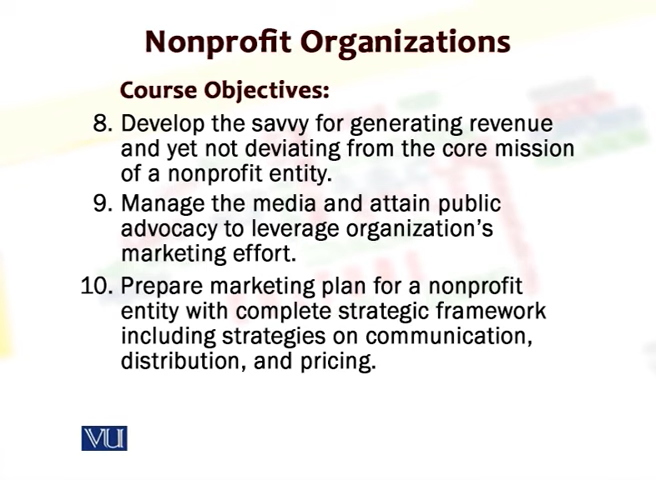 Nonprofit Organizations
Course Objectives:
8. Develop the savvy for generating revenue
and yet not deviating from the core mission
of a nonprofit entity.
9. Manage the media and attain public
advocacy to leverage organization's
marketing effort.
10. Prepare marketing plan for a nonprofit
entity with complete strategic framework
including strategies on communication,
distribution, and pricing.
VU